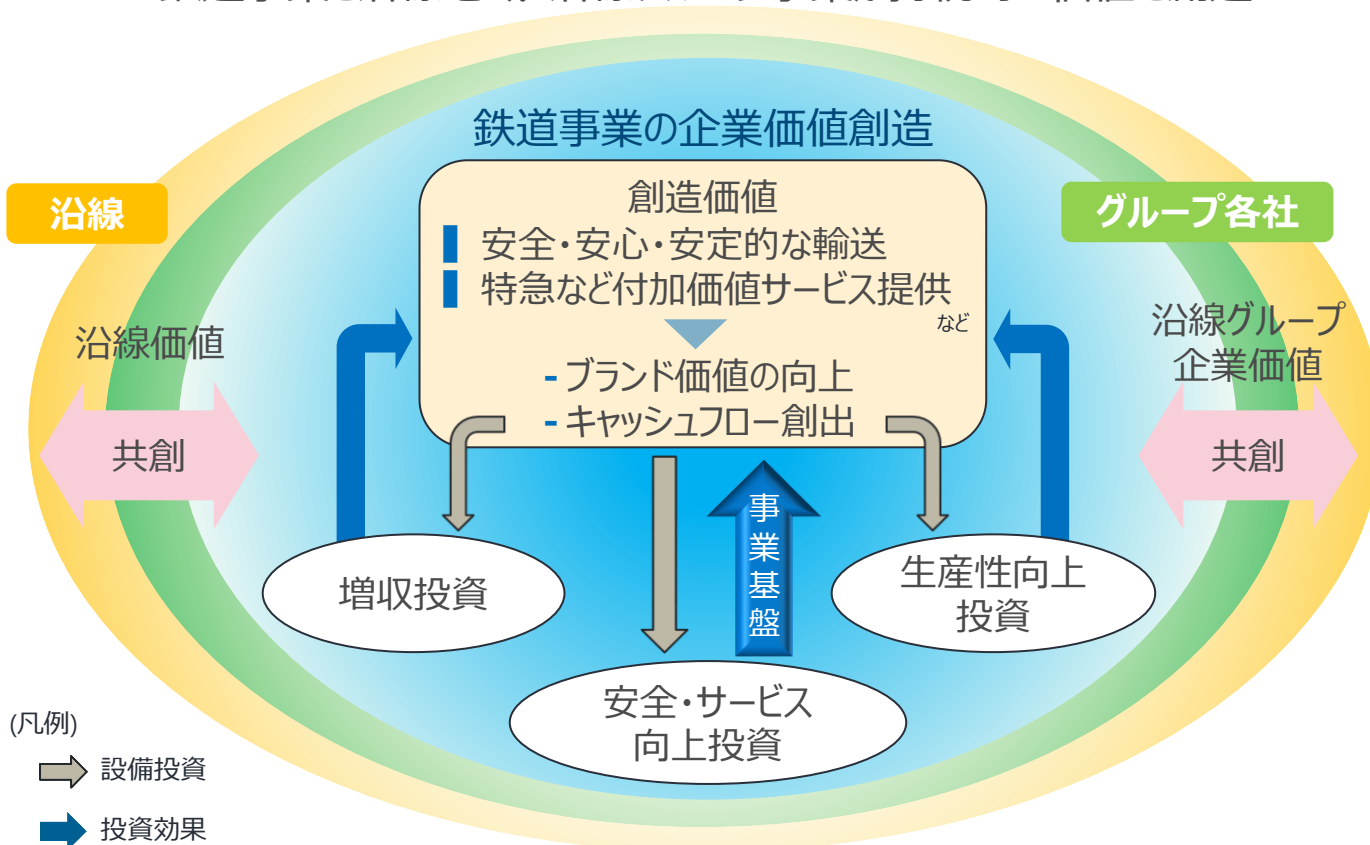 鉄道事業の企業価値創造
沿線
創造価値
安全・安心・安定的な輸送
特急など付加価値サービス提供
など
- ブランド価値の向上
- キャッシュフロー創出
グループ各社
沿線価値
共創
沿線グループ
企業価値
共創
事業基盤
増収投資
生産性向上
投資
安全・サービス
向上投資
(凡例)
設備投資
投資効果